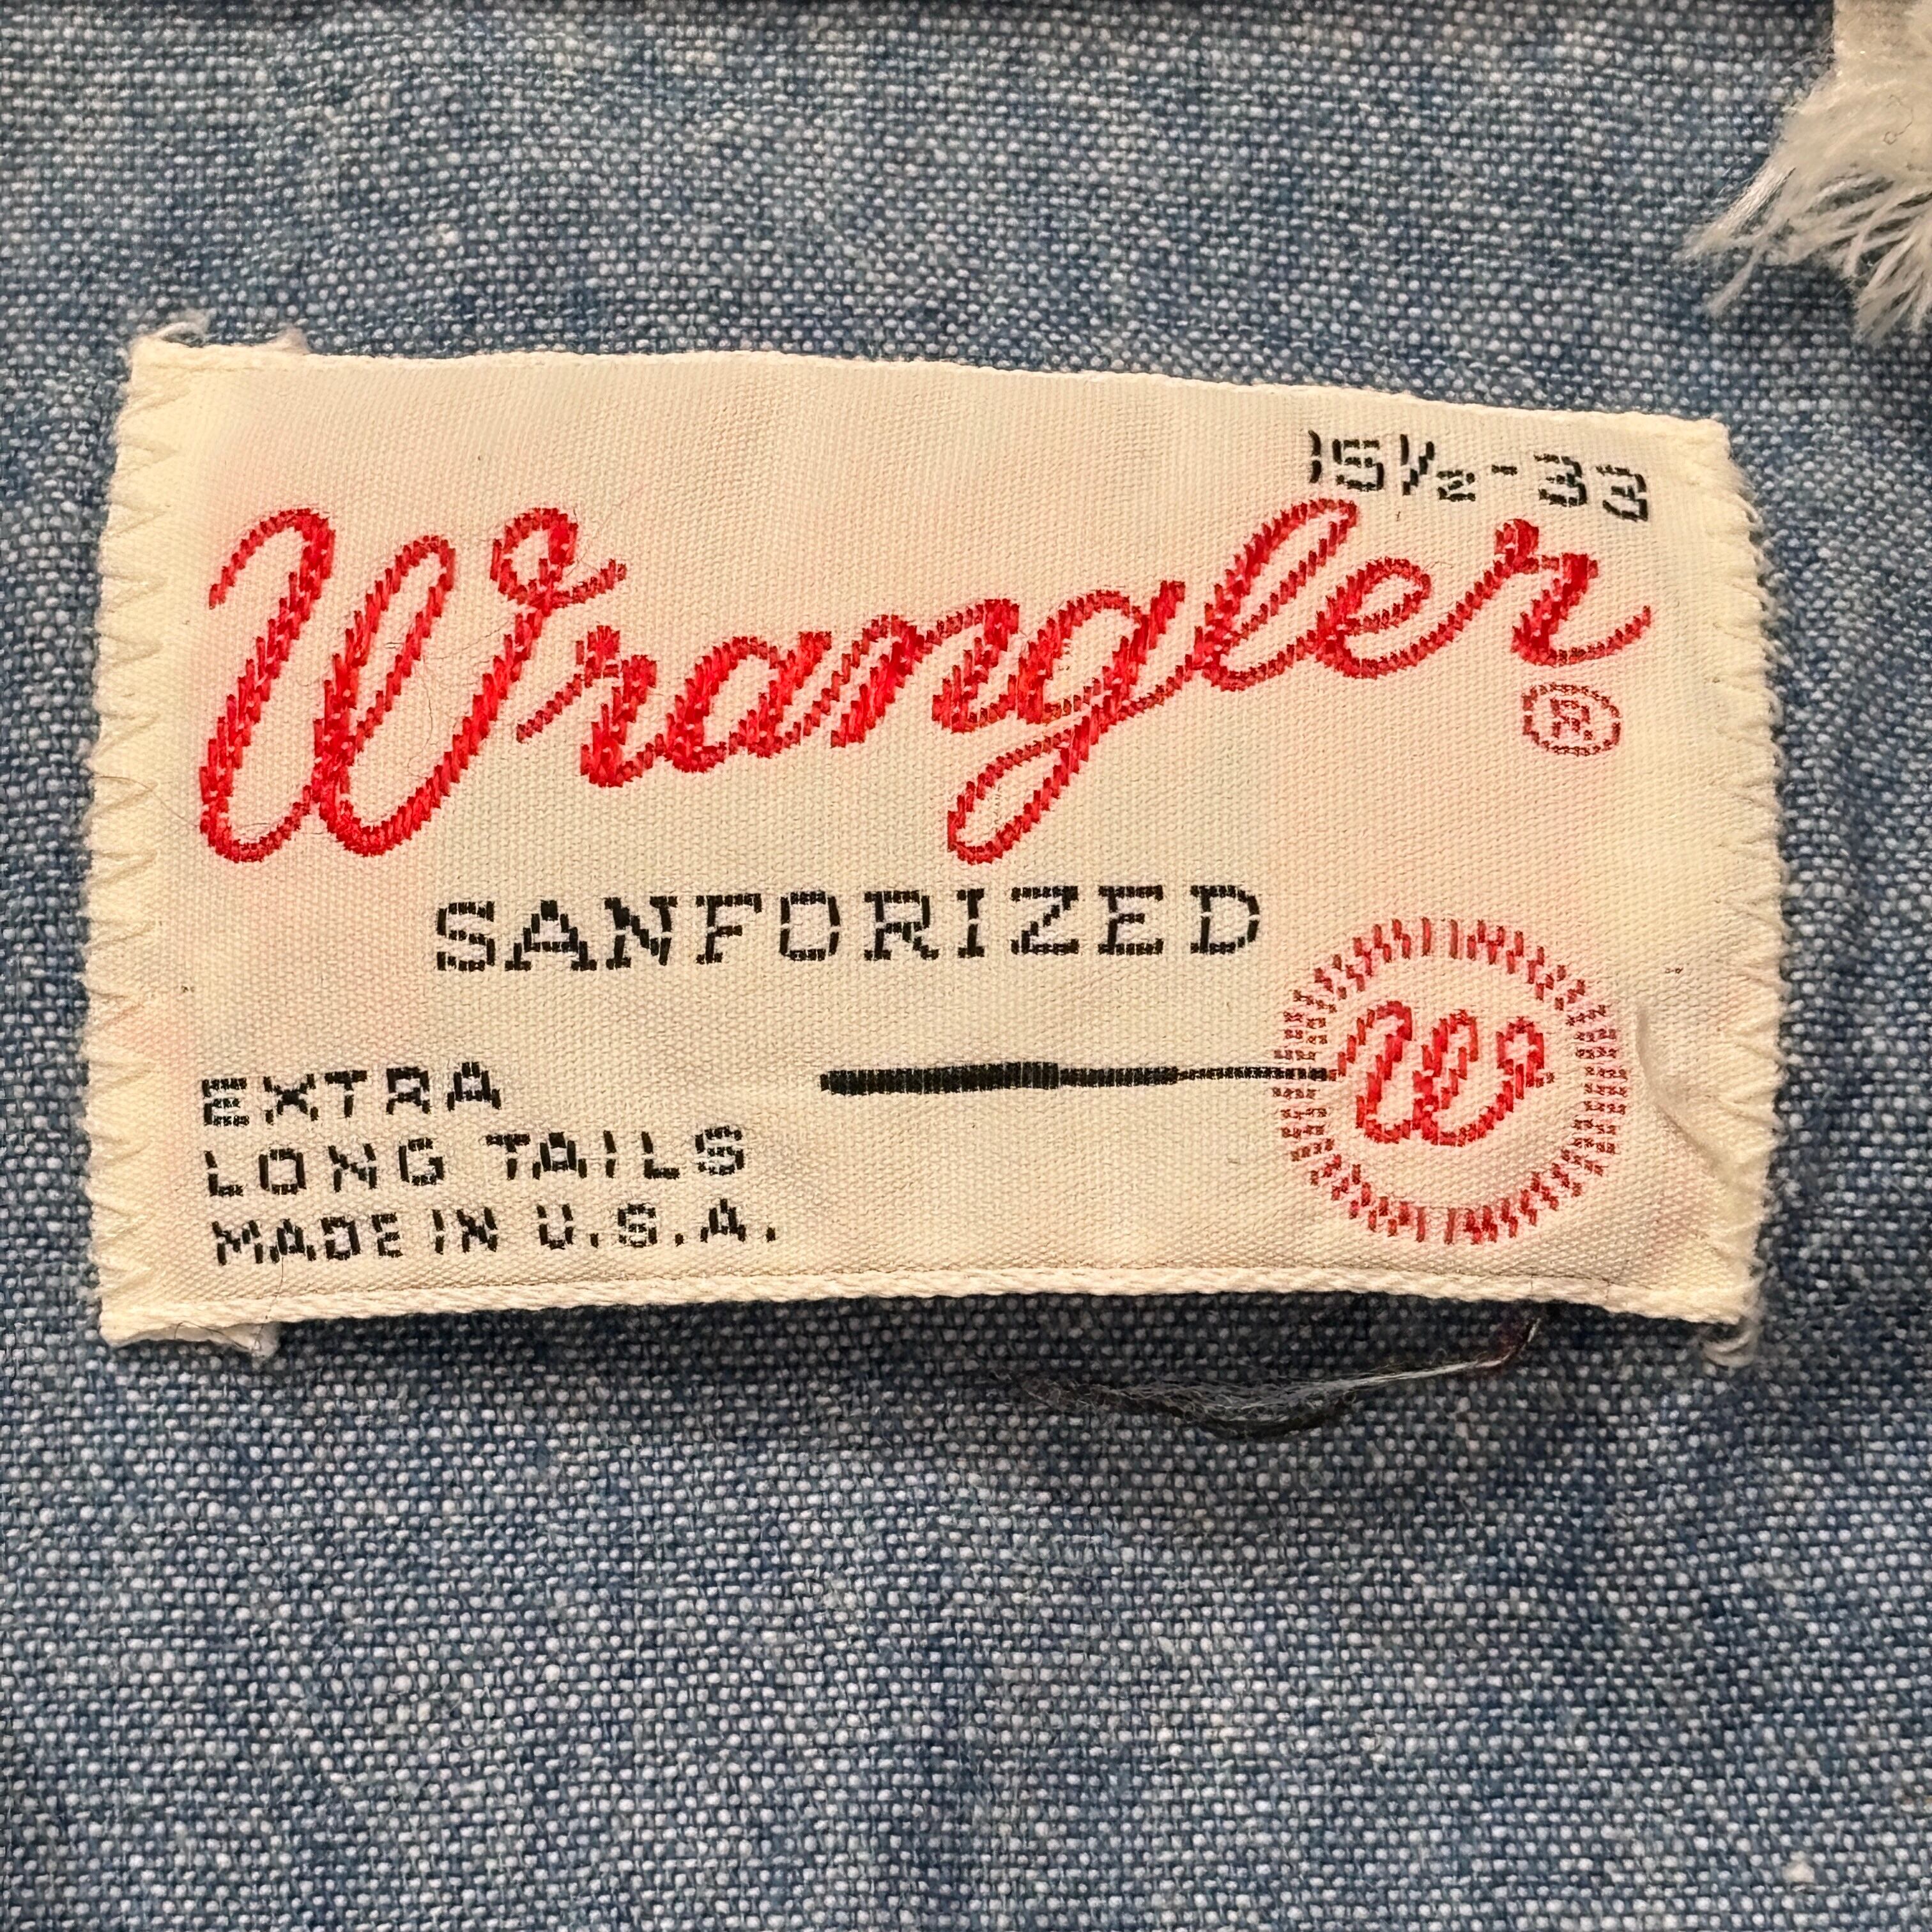 15½-33
Wrangler
®
SANFORIZED
W
EXTRA
LONG TAILS
MADE IN U.S.A.